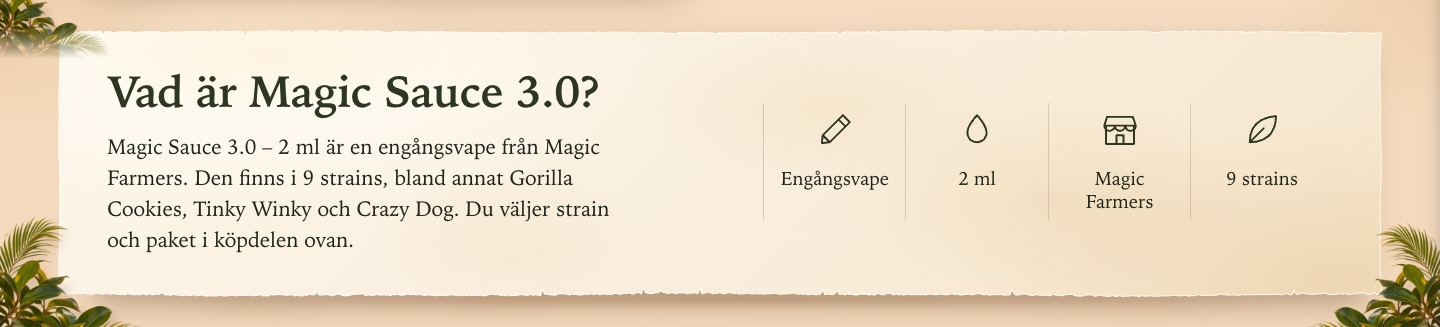 Vad är Magic Sauce 3.0?
Magic Sauce 3.0 – 2 ml är en engångsvape från Magic
Farmers. Den finns i 9 strains, bland annat Gorilla
Cookies, Tinky Winky och Crazy Dog. Du väljer strain
och paket i köpdelen ovan.
Engångsvape
2 ml
Magic
Farmers
9 strains